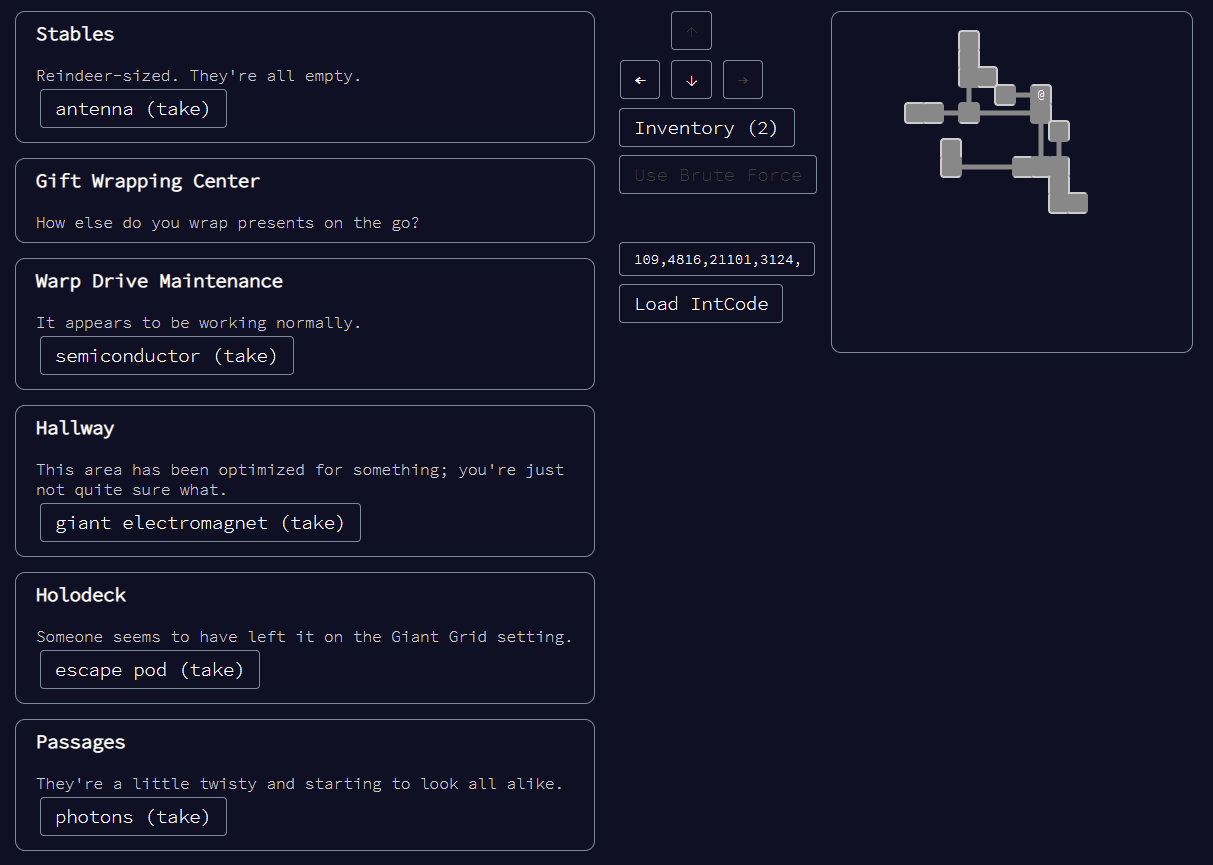 Stables
Reindeer-sized. They're all empty.
antenna (take)
Gift Wrapping Center
How else do you wrap presents on the go?
Warp Drive Maintenance
It appears to be working normally.
semiconductor (take)
Hallway
This area has been optimized for something; you're just
not quite sure what.
giant electromagnet (take)
Holodeck
Someone seems to have left it on the Giant Grid setting.
escape pod (take)
Passages
They're a little twisty and starting to look all alike.
photons (take)
↑
← ↓ →
Inventory (2)
Use Brute Force
109,4816,21101,3124,
Load IntCode
@